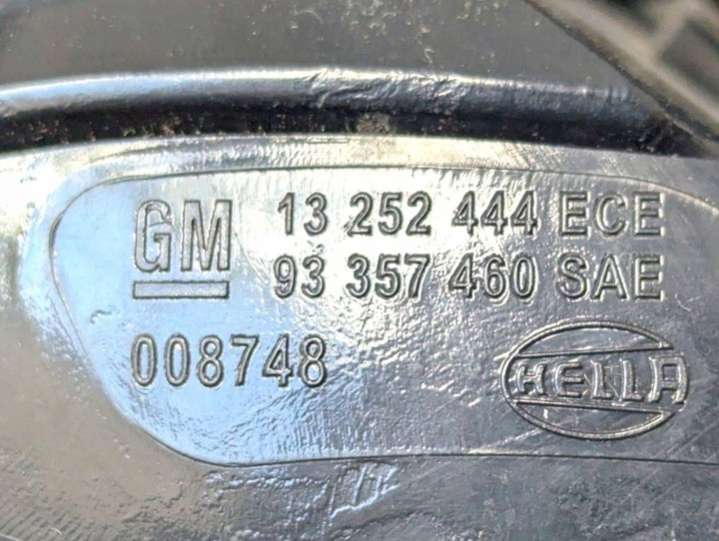 GM 13 252 444 ECE
93 357 460 SAE
008748 HELLA